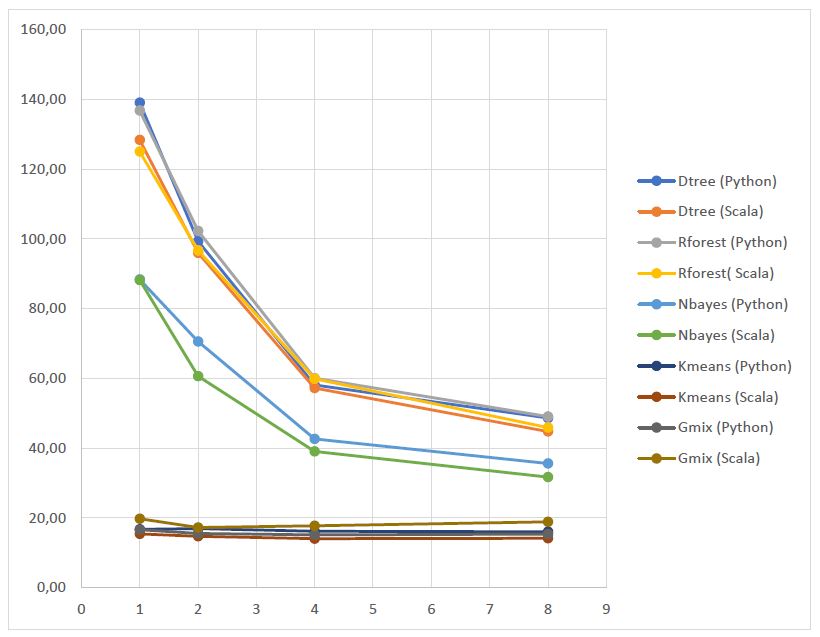 160,00
140,00
120,00
100,00
80,00
60,00
40,00
20,00
0,00
0 1 2 3 4 5 6 7 8 9
Dtree (Python)
Dtree (Scala)
Rforest (Python)
Rforest( Scala)
Nbayes (Python)
Nbayes (Scala)
Kmeans (Python)
Kmeans (Scala)
Gmix (Python)
Gmix (Scala)